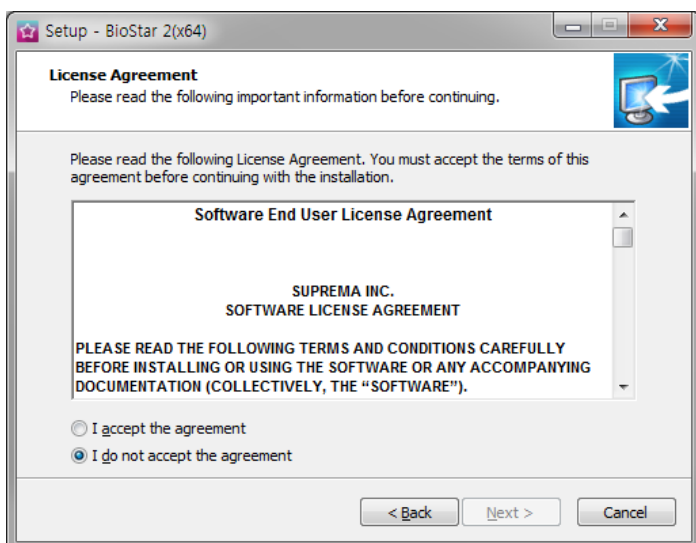 Setup - BioStar 2(x64)
License Agreement
Please read the following important information before continuing.
Please read the following License Agreement. You must accept the terms of this
agreement before continuing with the installation.
Software End User License Agreement
SUPREMA INC.
SOFTWARE LICENSE AGREEMENT
PLEASE READ THE FOLLOWING TERMS AND CONDITIONS CAREFULLY
BEFORE INSTALLING OR USING THE SOFTWARE OR ANY ACCOMPANYING
DOCUMENTATION (COLLECTIVELY, THE “SOFTWARE”).
I accept the agreement
I do not accept the agreement
< Back
Next >
Cancel